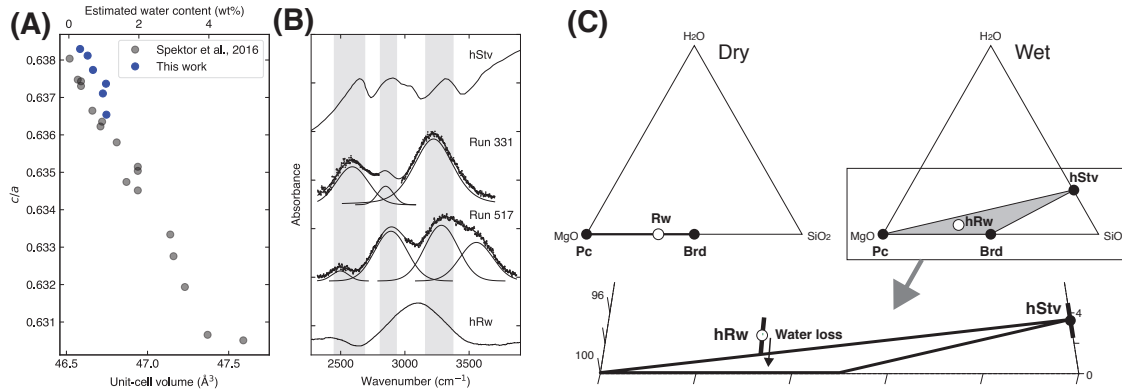 (A)
Estimated water content (wt%)
0 2 4
Spektor et al., 2016
This work
0.638
0.637
0.636
0.635
0.634
0.633
0.632
0.631
c/a
46.5 47.0 47.5
Unit-cell volume (Å³)
(B)
hStv
Run 331
Run 517
hRw
Absorbance
2500 3000 3500
Wavenumber (cm⁻¹)
(C)
H₂O
Dry
Rw
MgO
SiO₂
Pc
Brd
H₂O
Wet
hStv
hRw
MgO
SiO
Pc
Brd
96
hStv
4
hRw
Water loss
100
0